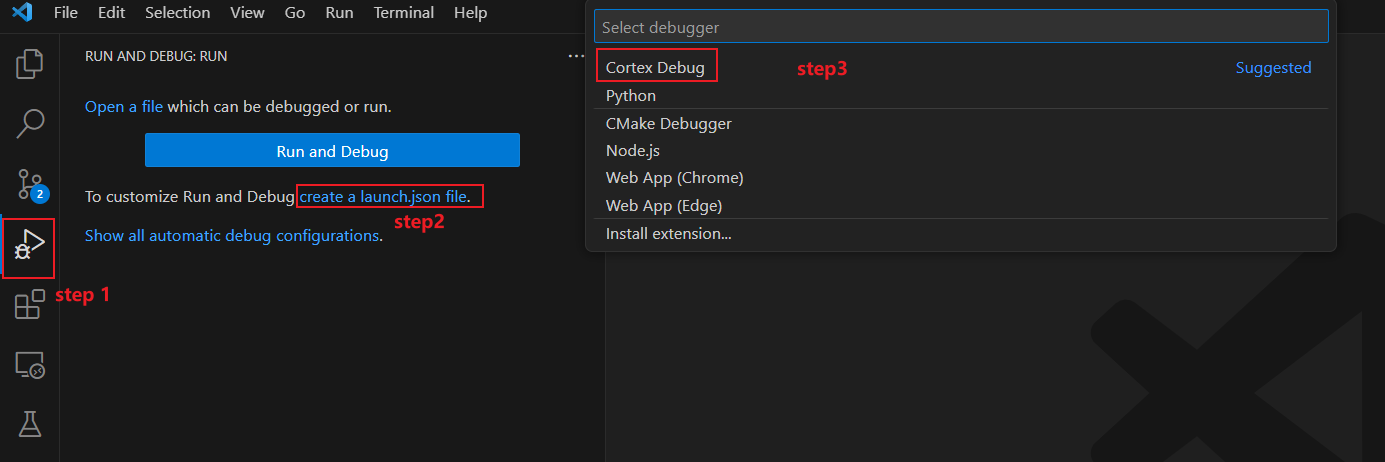 File Edit Selection View Go Run Terminal Help
RUN AND DEBUG: RUN
Open a file which can be debugged or run.
Run and Debug
To customize Run and Debug create a launch.json file.
step2
Show all automatic debug configurations.
2
step 1
Select debugger
Cortex Debug step3 Suggested
Python
CMake Debugger
Node.js
Web App (Chrome)
Web App (Edge)
Install extension...